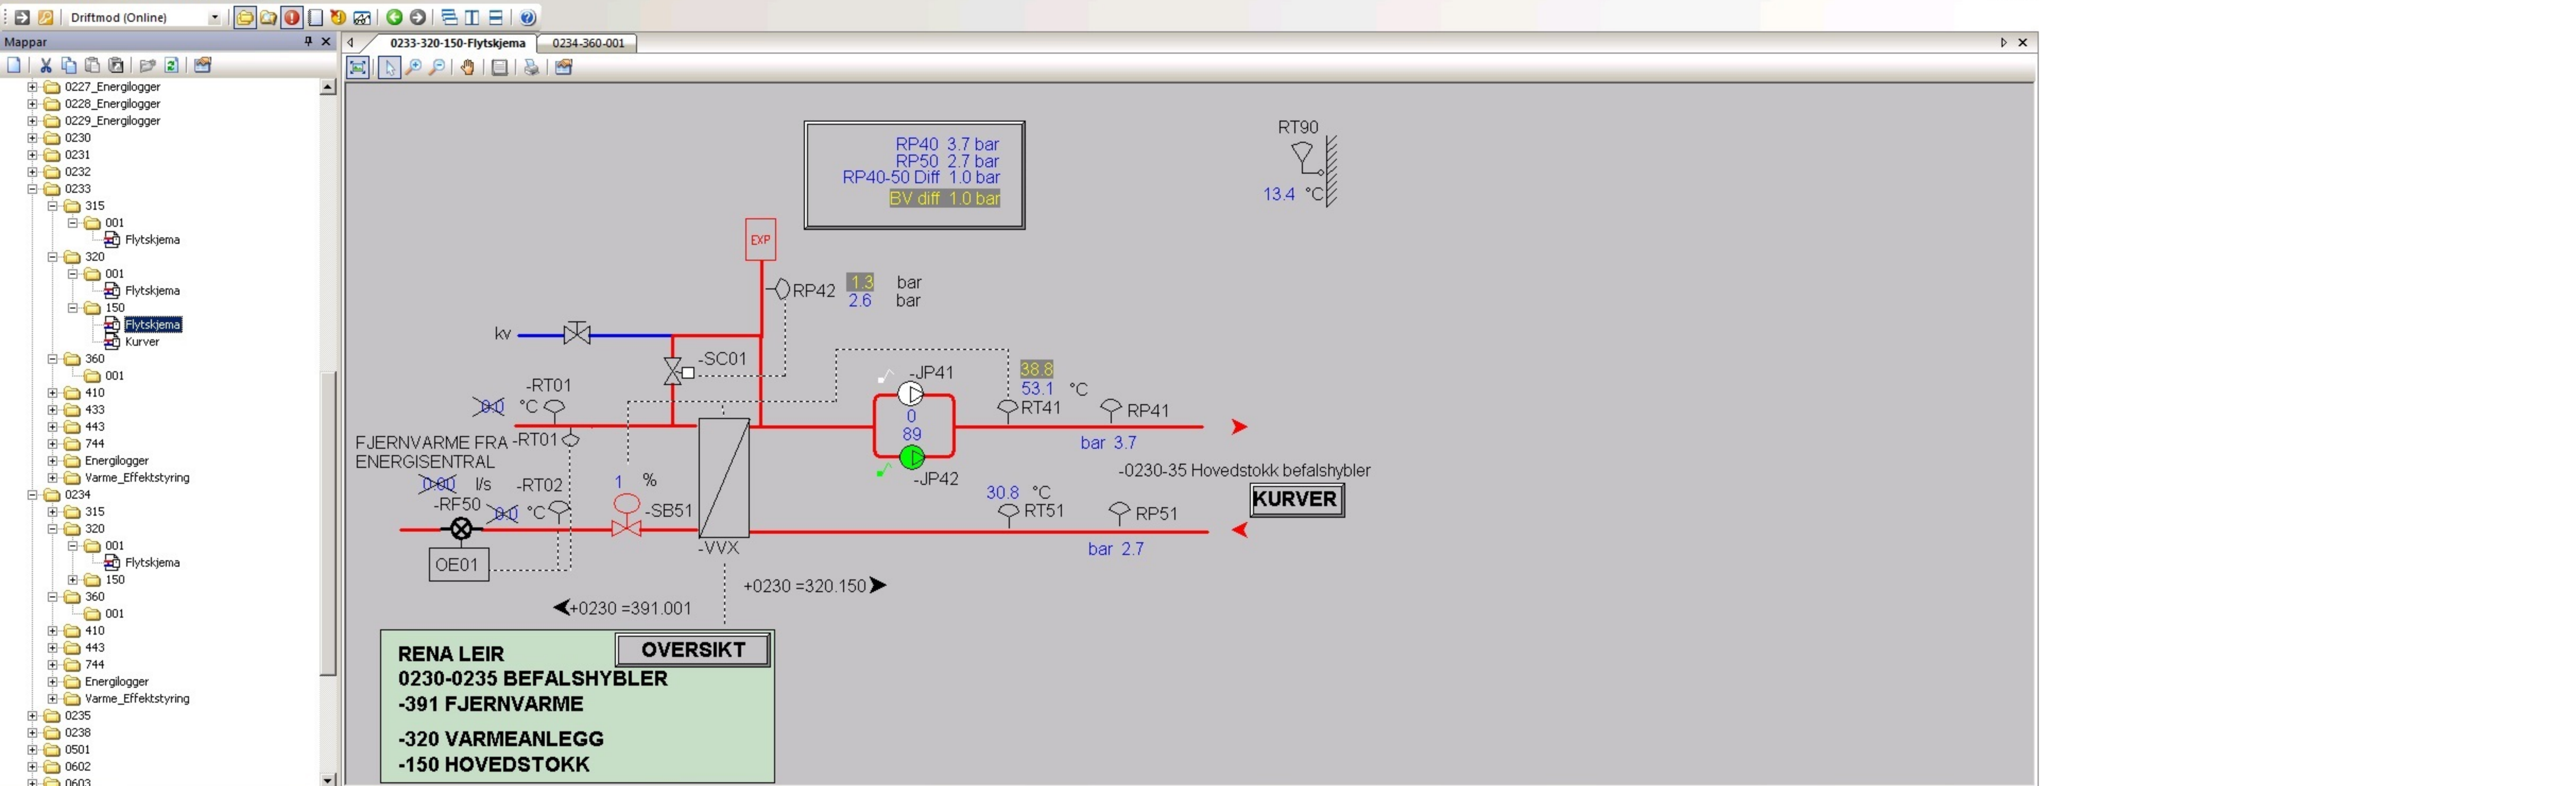 Driftmod (Online)
Mappar
0233-320-150-Flytskjema
0234-360-001
0227_Energilogger
0228_Energilogger
0229_Energilogger
0230
0231
0232
0233
315
001
Flytskjema
320
001
Flytskjema
150
Flytskjema
Kurver
360
001
410
433
443
744
Energilogger
Varme_Effektstyring
0234
315
320
001
Flytskjema
150
360
001
410
443
744
Energilogger
Varme_Effektstyring
0235
0238
0501
0602
0603
RP40 3.7 bar
RP50 2.7 bar
RP40-50 Diff 1.0 bar
BV diff 1.0 bar
RT90
13.4 °C
EXP
RP42
1.3 bar
2.6 bar
kv
-SC01
-RT01
0.0 °C
-JP41
0
89
-JP42
38.8
53.1 °C
RT41
RP41
bar 3.7
FJERNVARME FRA
ENERGISENTRAL
-RT01
0.00 l/s
-RT02
-RF50
0.0 °C
1 %
-SB51
-0230-35 Hovedstokk befalshybler
KURVER
30.8 °C
RT51
RP51
bar 2.7
OE01
-VVX
+0230 =320.150
+0230 =391.001
RENA LEIR
OVERSIKT
0230-0235 BEFALSHYBLER
-391 FJERNVARME
-320 VARMEANLEGG
-150 HOVEDSTOKK